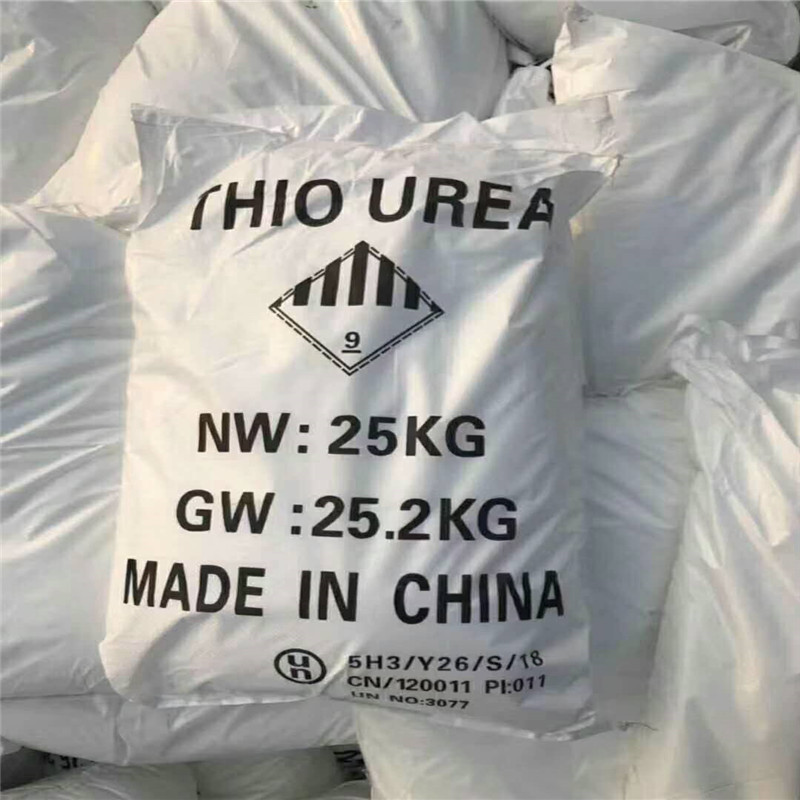 THIO UREA
9
NW: 25KG
GW :25.2KG
MADE IN CHINA
un 5H3/Y26/S/18
CN/120011 PI:011
UN NO:3077